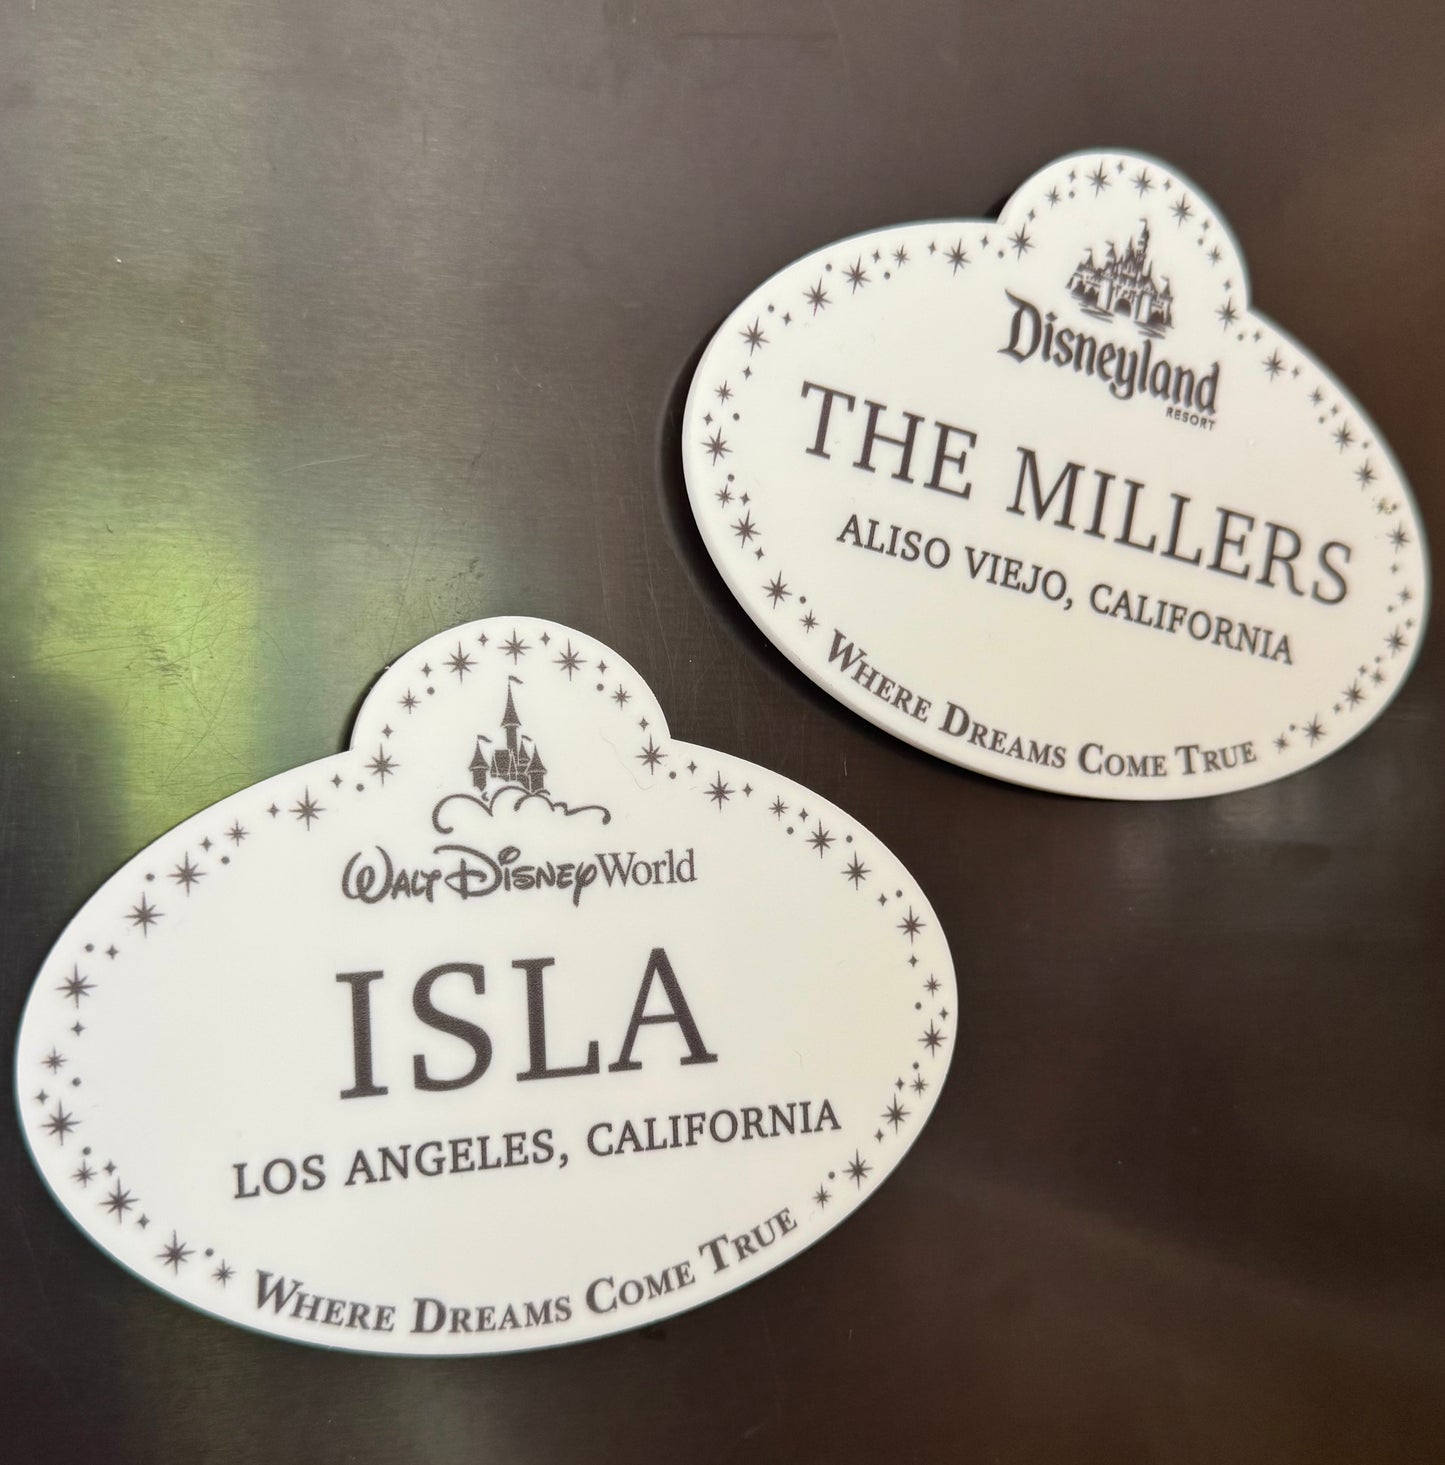 Disneyland
RESORT
THE MILLERS
ALISO VIEJO, CALIFORNIA
WHERE DREAMS COME TRUE
WALT DISNEY World
ISLA
LOS ANGELES, CALIFORNIA
WHERE DREAMS COME TRUE